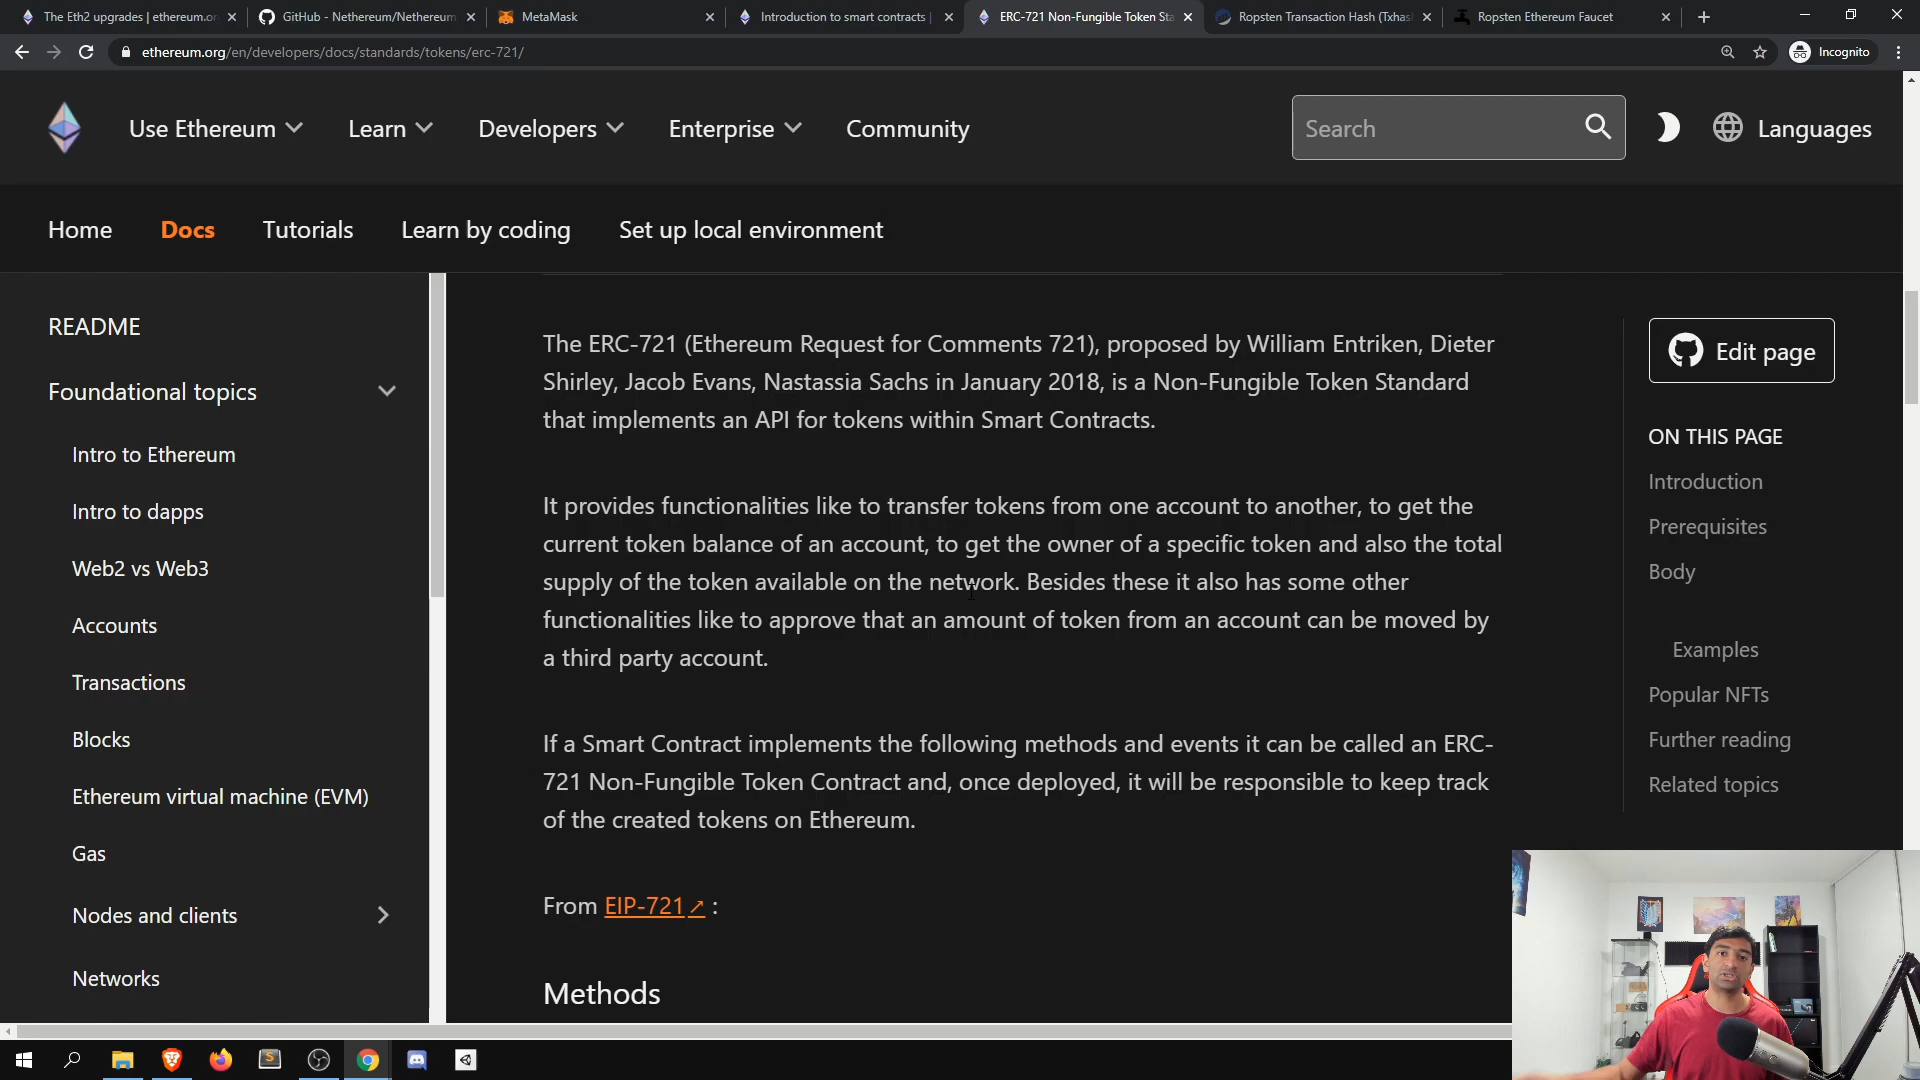 The Eth2 upgrades | ethereum.or
GitHub - Nethereum/Nethereum
MetaMask
Introduction to smart contracts |
ERC-721 Non-Fungible Token Sta
Ropsten Transaction Hash (Txhas
Ropsten Ethereum Faucet
ethereum.org/en/developers/docs/standards/tokens/erc-721/
Incognito
Use Ethereum
Learn
Developers
Enterprise
Community
Search
Languages
Home
Docs
Tutorials
Learn by coding
Set up local environment
README
Foundational topics
Intro to Ethereum
Intro to dapps
Web2 vs Web3
Accounts
Transactions
Blocks
Ethereum virtual machine (EVM)
Gas
Nodes and clients
Networks
The ERC-721 (Ethereum Request for Comments 721), proposed by William Entriken, Dieter
Shirley, Jacob Evans, Nastassia Sachs in January 2018, is a Non-Fungible Token Standard
that implements an API for tokens within Smart Contracts.
It provides functionalities like to transfer tokens from one account to another, to get the
current token balance of an account, to get the owner of a specific token and also the total
supply of the token available on the network. Besides these it also has some other
functionalities like to approve that an amount of token from an account can be moved by
a third party account.
If a Smart Contract implements the following methods and events it can be called an ERC-
721 Non-Fungible Token Contract and, once deployed, it will be responsible to keep track
of the created tokens on Ethereum.
From EIP-721↗ :
Methods
Edit page
ON THIS PAGE
Introduction
Prerequisites
Body
Examples
Popular NFTs
Further reading
Related topics